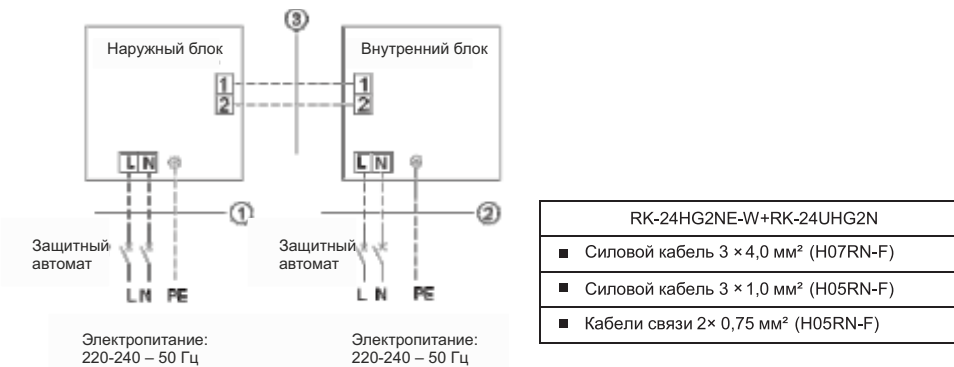 ③
Наружный блок
Внутренний блок
1
2
1
2
L N
L N
①
②
Защитный
автомат
Защитный
автомат
L N PE
L N PE
Электропитание:
220-240 – 50 Гц
Электропитание:
220-240 – 50 Гц
RK-24HG2NE-W+RK-24UHG2N
■ Силовой кабель 3 × 4,0 мм² (H07RN-F)
■ Силовой кабель 3 × 1,0 мм² (H05RN-F)
■ Кабели связи 2× 0,75 мм² (H05RN-F)